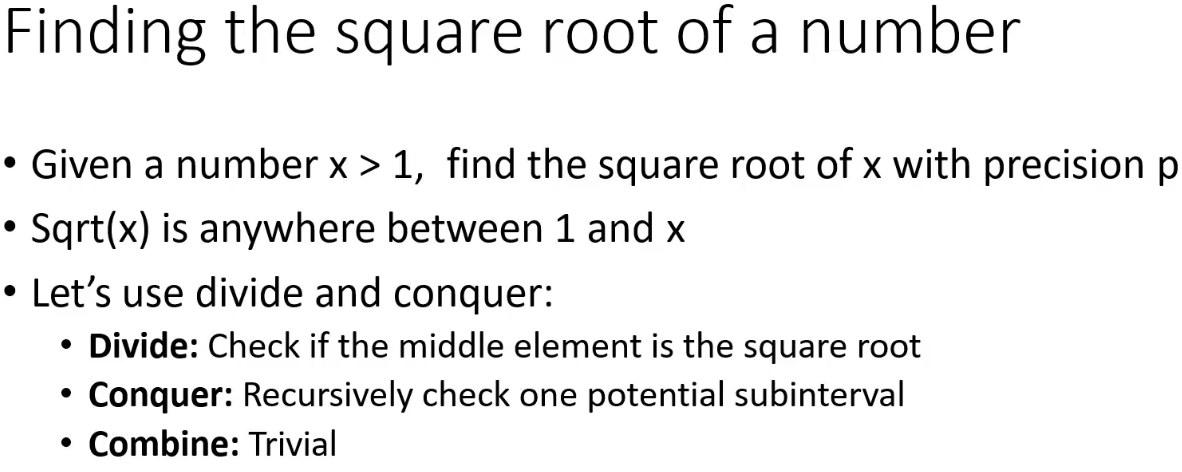 Finding the square root of a number
• Given a number x > 1,  find the square root of x with precision p
• Sqrt(x) is anywhere between 1 and x
• Let’s use divide and conquer:
• Divide: Check if the middle element is the square root
• Conquer: Recursively check one potential subinterval
• Combine: Trivial